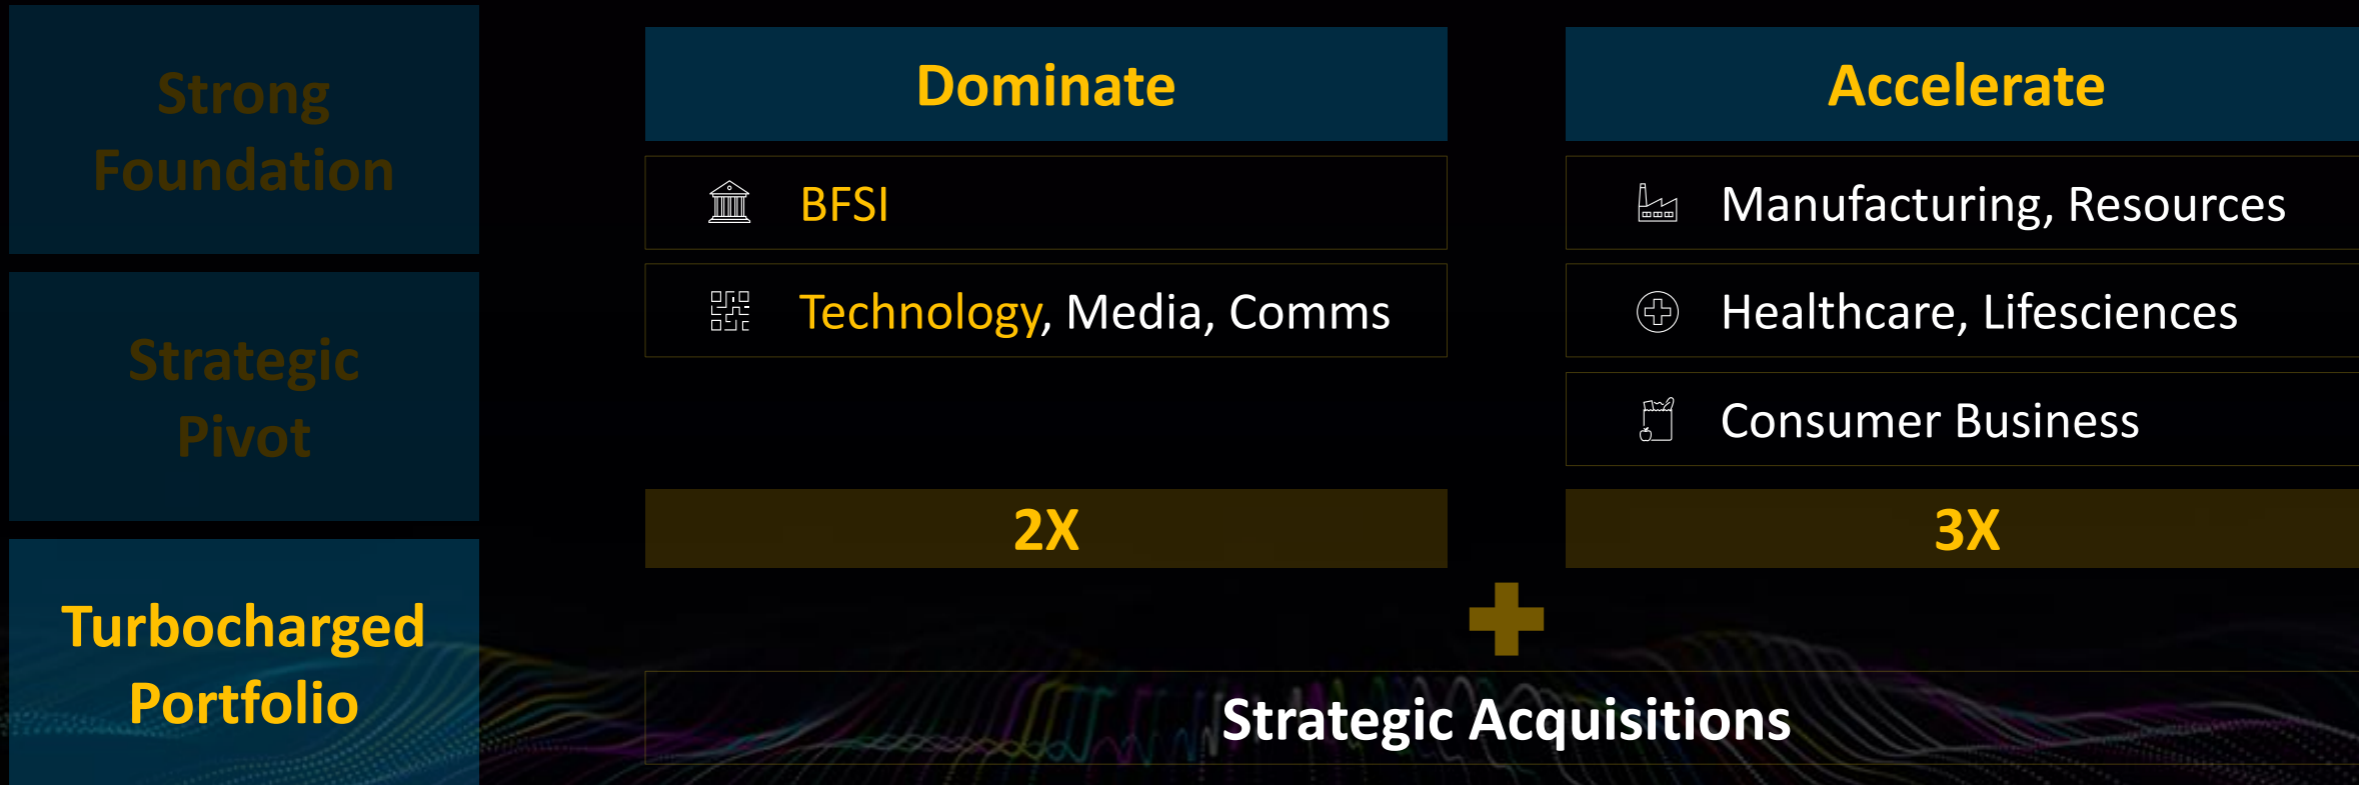 Strong
Foundation
Strategic
Pivot
Turbocharged
Portfolio
Dominate
BFSI
Technology, Media, Comms
2X
Accelerate
Manufacturing, Resources
Healthcare, Lifesciences
Consumer Business
3X
Strategic Acquisitions